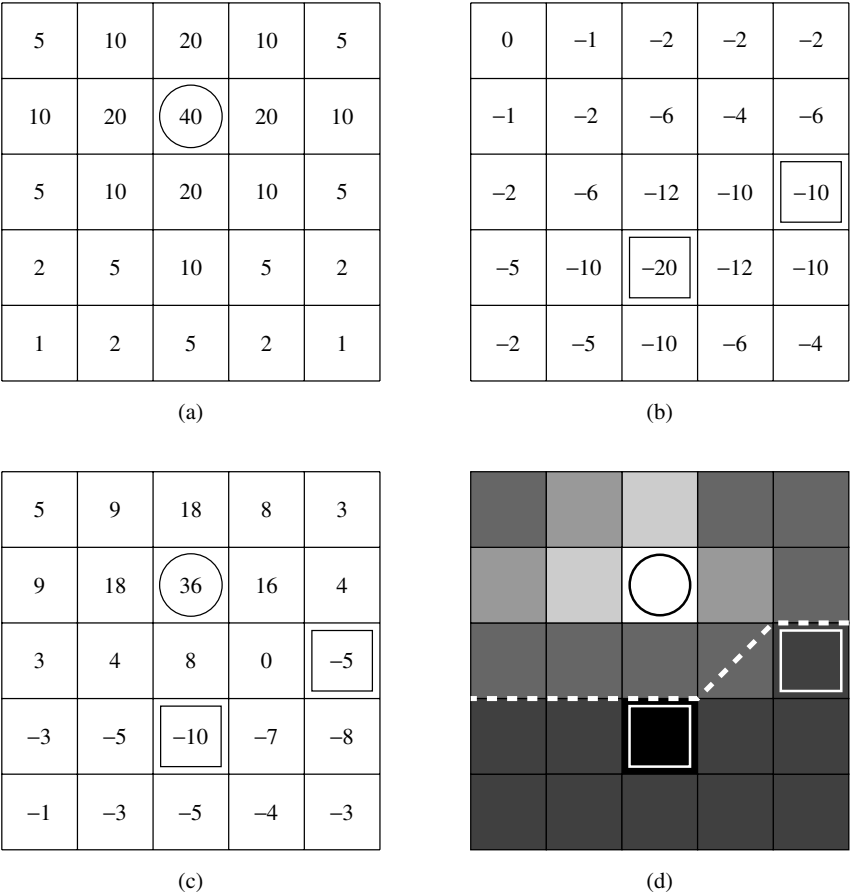 5 10 20 10 5
10 20 40 20 10
5 10 20 10 5
2 5 10 5 2
1 2 5 2 1
(a)
0 −1 −2 −2 −2
−1 −2 −6 −4 −6
−2 −6 −12 −10 −10
−5 −10 −20 −12 −10
−2 −5 −10 −6 −4
(b)
5 9 18 8 3
9 18 36 16 4
3 4 8 0 −5
−3 −5 −10 −7 −8
−1 −3 −5 −4 −3
(c)
(d)